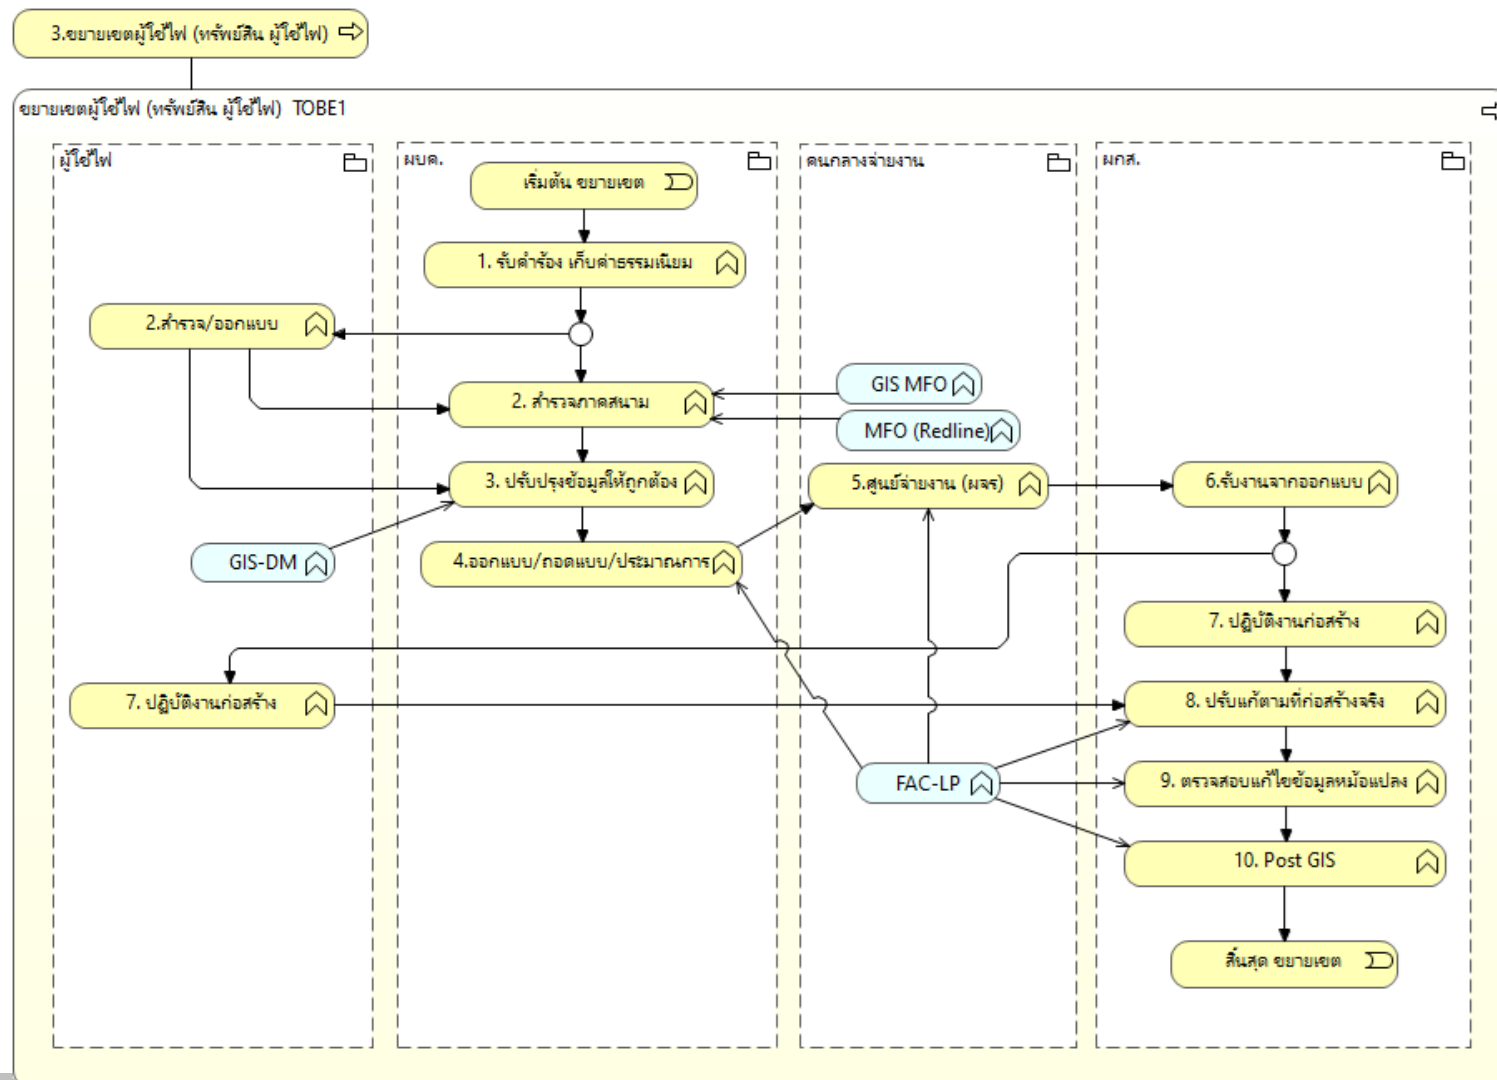 3.ขยายเขตผู้ใช้ไฟ (ทรัพย์สิน ผู้ใช้ไฟ)
ขยายเขตผู้ใช้ไฟ (ทรัพย์สิน ผู้ใช้ไฟ) TOBE1
ผู้ใช้ไฟ
ผบค.
คนกลางจ่ายงาน
ผกส.
เริ่มต้น ขยายเขต
1. รับคำร้อง เก็บค่าธรรมเนียม
2.สำรวจ/ออกแบบ
GIS MFO
2. สำรวจภาคสนาม
MFO (Redline)
3. ปรับปรุงข้อมูลให้ถูกต้อง
5.ศูนย์จ่ายงาน (ผจร)
6.รับงานจากออกแบบ
GIS-DM
4.ออกแบบ/ถอดแบบ/ประมาณการ
7. ปฏิบัติงานก่อสร้าง
7. ปฏิบัติงานก่อสร้าง
8. ปรับแก้ตามที่ก่อสร้างจริง
FAC-LP
9. ตรวจสอบแก้ไขข้อมูลหม้อแปลง
10. Post GIS
สิ้นสุด ขยายเขต